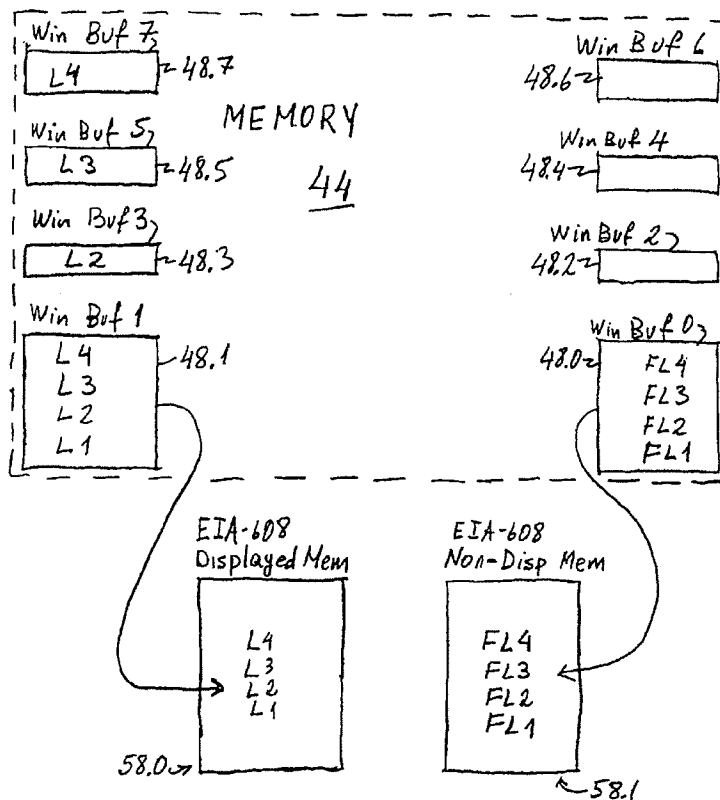 Win Buf 7
L4
48.7
Win Buf 6
48.6
MEMORY
44
Win Buf 5
L3
48.5
Win Buf 4
48.4
Win Buf 3
L2
48.3
Win Buf 2
48.2
Win Buf 1
L4
L3
L2
L1
48.1
Win Buf 0
48.0
FL4
FL3
FL2
FL1
EIA-608
Displayed Mem
L4
L3
L2
L1
58.0
EIA-608
Non-Disp Mem
FL4
FL3
FL2
FL1
58.1